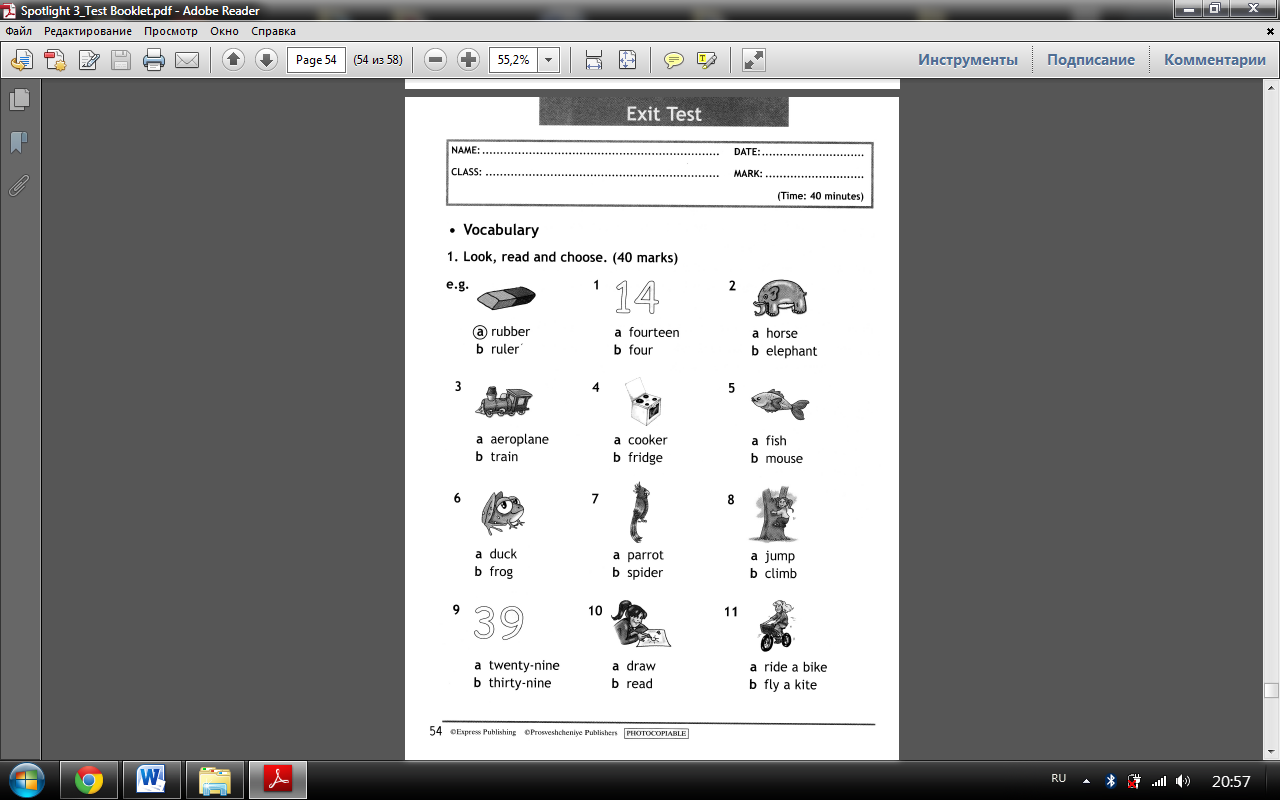 Spotlight 3_Test Booklet.pdf - Adobe Reader
Файл Редактирование Просмотр Окно Справка
Page 54 (54 из 58) 55,2% Инструменты Подписание Комментарии
Exit Test
NAME: ........................................................ DATE: ............................
CLASS: ........................................................ MARK: ............................
(Time: 40 minutes)
• Vocabulary
1. Look, read and choose. (40 marks)
e.g. 1 14 2
a rubber a fourteen a horse
b ruler b four b elephant
3 4 5
a aeroplane a cooker a fish
b train b fridge b mouse
6 7 8
a duck a parrot a jump
b frog b spider b climb
9 39 10 11
a twenty-nine a draw a ride a bike
b thirty-nine b read b fly a kite
54 ©Express Publishing ©Prosveshcheniye Publishers PHOTOCOPIABLE
RU 20:57